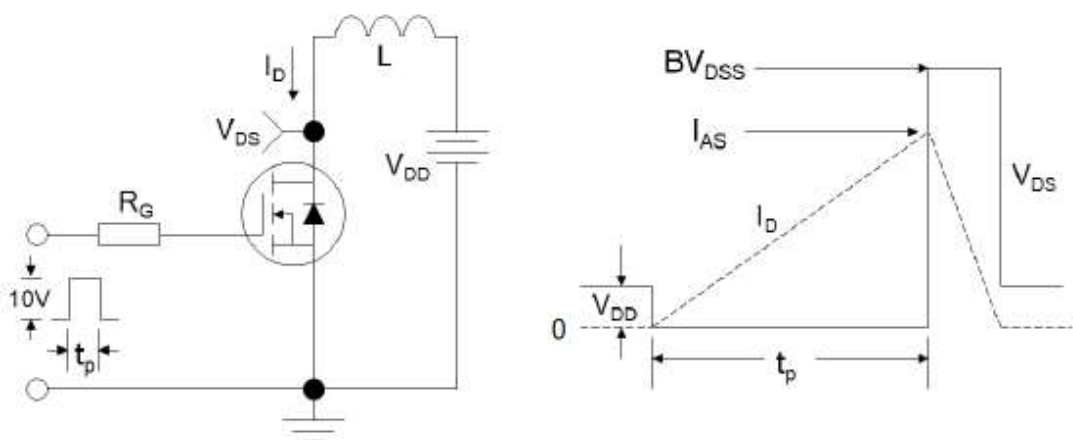 L
I_D
V_DS
V_DD
R_G
10V
t_p
BV_DSS
I_AS
V_DS
I_D
V_DD
0
t_p